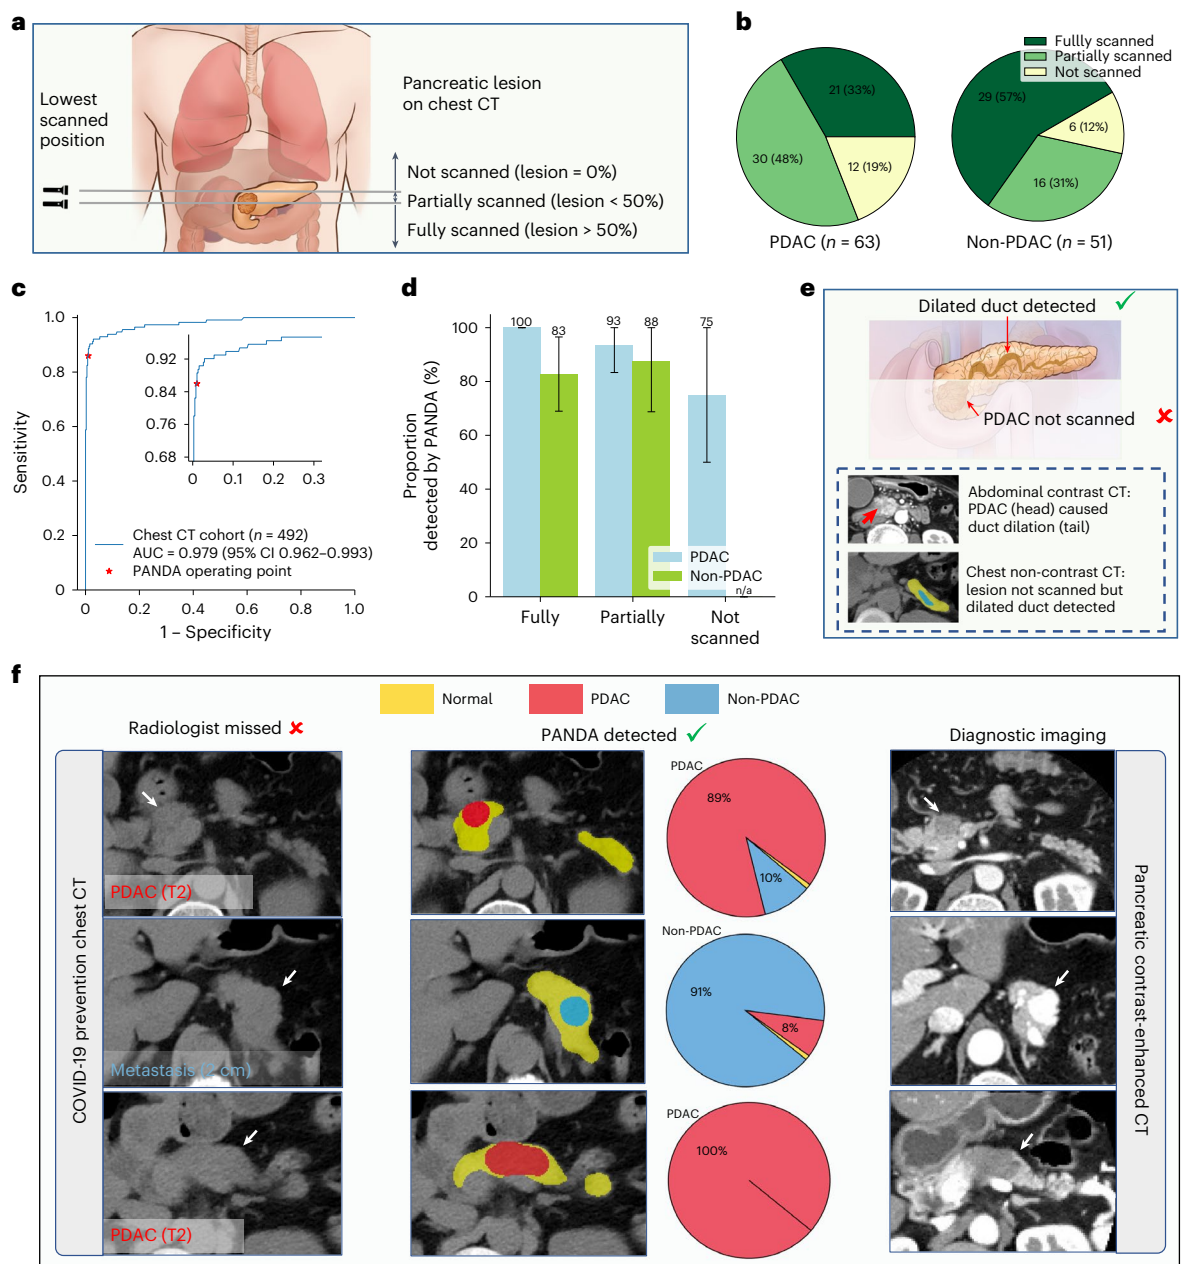 a
Lowest
scanned
position
Pancreatic lesion
on chest CT
Not scanned (lesion = 0%)
Partially scanned (lesion < 50%)
Fully scanned (lesion > 50%)
b
Fullly scanned
Partially scanned
Not scanned
21 (33%)
30 (48%)
12 (19%)
PDAC (n = 63)
29 (57%)
6 (12%)
16 (31%)
Non-PDAC (n = 51)
c
Sensitivity
1.0
0.8
0.6
0.4
0.2
0
0.92
0.84
0.76
0.68
0
0.1
0.2
0.3
Chest CT cohort (n = 492)
AUC = 0.979 (95% CI 0.962–0.993)
PANDA operating point
0
0.2
0.4
0.6
0.8
1.0
1 – Specificity
d
Proportion
detected by PANDA (%)
100
80
60
40
20
0
100
83
93
88
75
PDAC
Non-PDAC
n/a
Fully
Partially
Not
scanned
e
Dilated duct detected
PDAC not scanned
Abdominal contrast CT:
PDAC (head) caused
duct dilation (tail)
Chest non-contrast CT:
lesion not scanned but
dilated duct detected
f
Normal
PDAC
Non-PDAC
Radiologist missed
PANDA detected
Diagnostic imaging
COVID-19 prevention chest CT
PDAC (T2)
PDAC
89%
10%
Metastasis (2 cm)
Non-PDAC
91%
8%
PDAC (T2)
PDAC
100%
Pancreatic contrast-enhanced CT